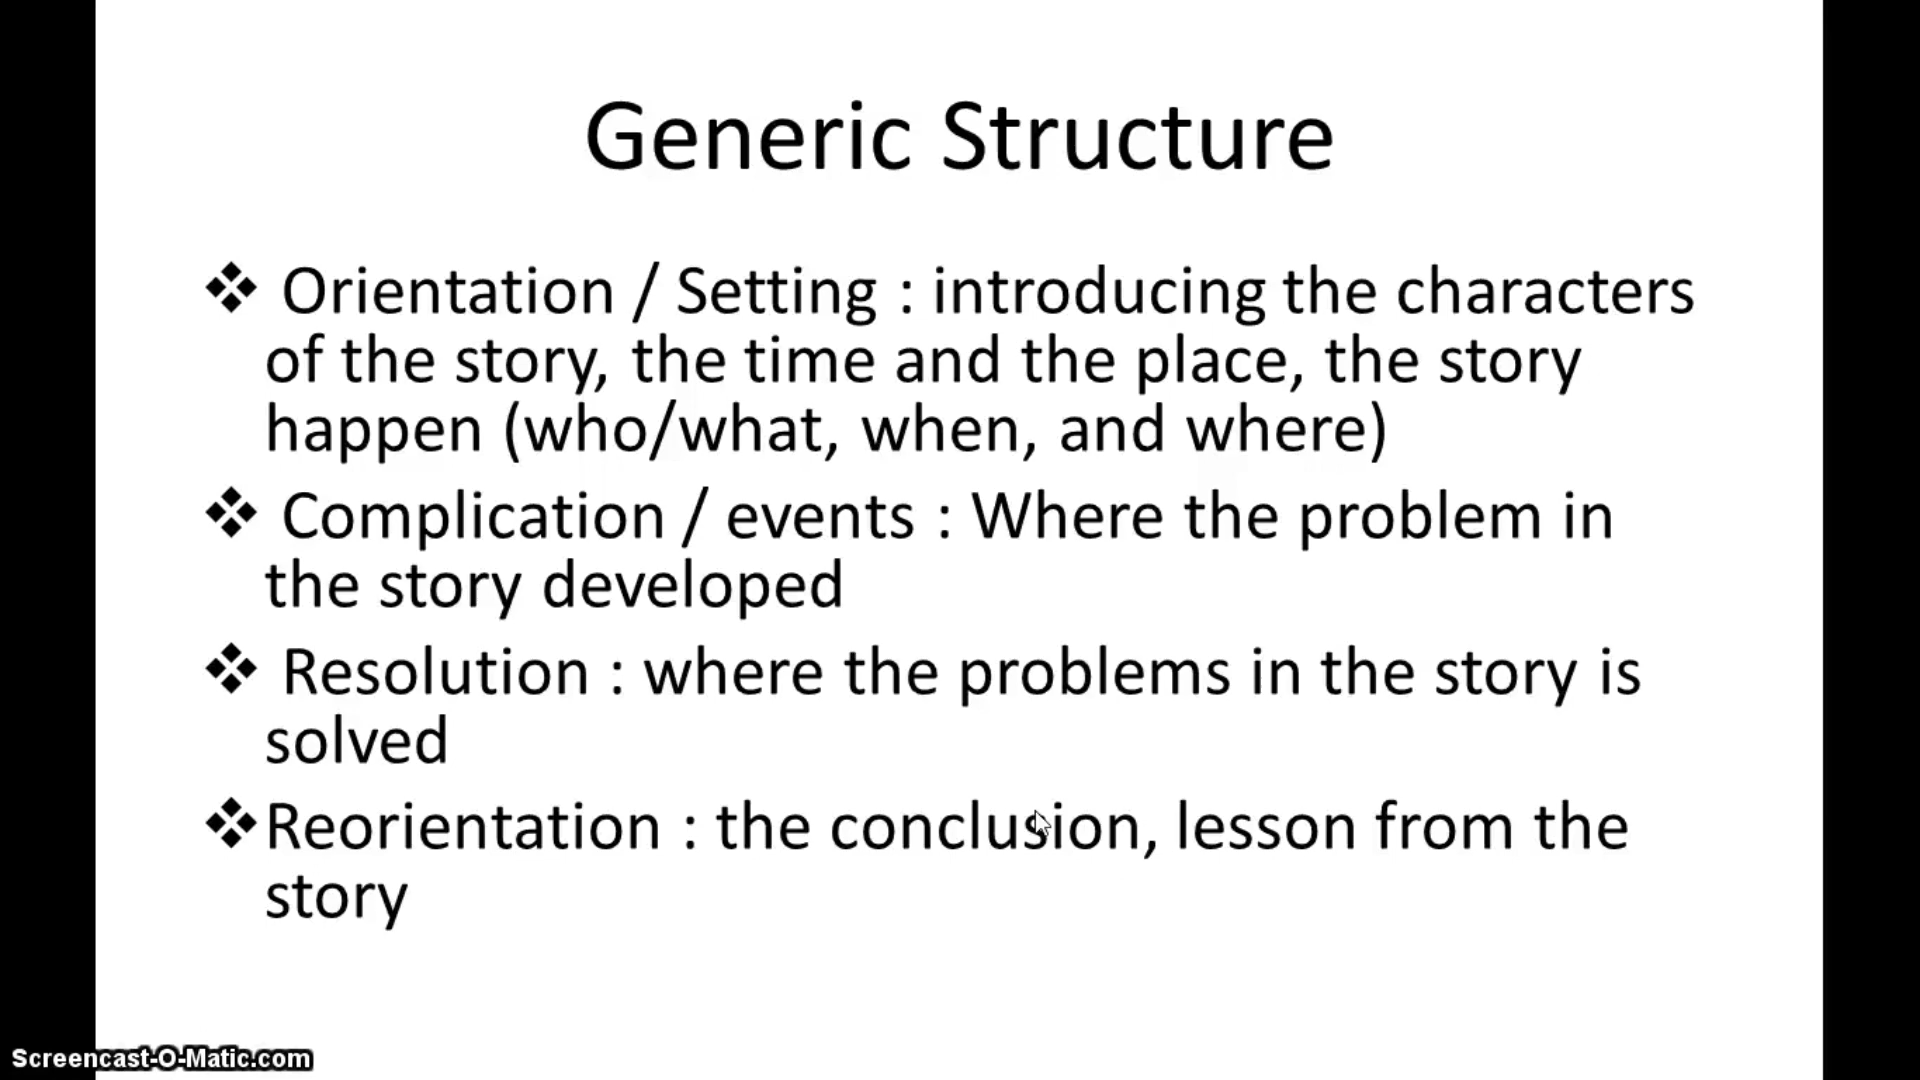 Generic Structure
❖ Orientation / Setting : introducing the characters
of the story, the time and the place, the story
happen (who/what, when, and where)
❖ Complication / events : Where the problem in
the story developed
❖ Resolution : where the problems in the story is
solved
❖Reorientation : the conclusion, lesson from the
story
Screencast-O-Matic.com